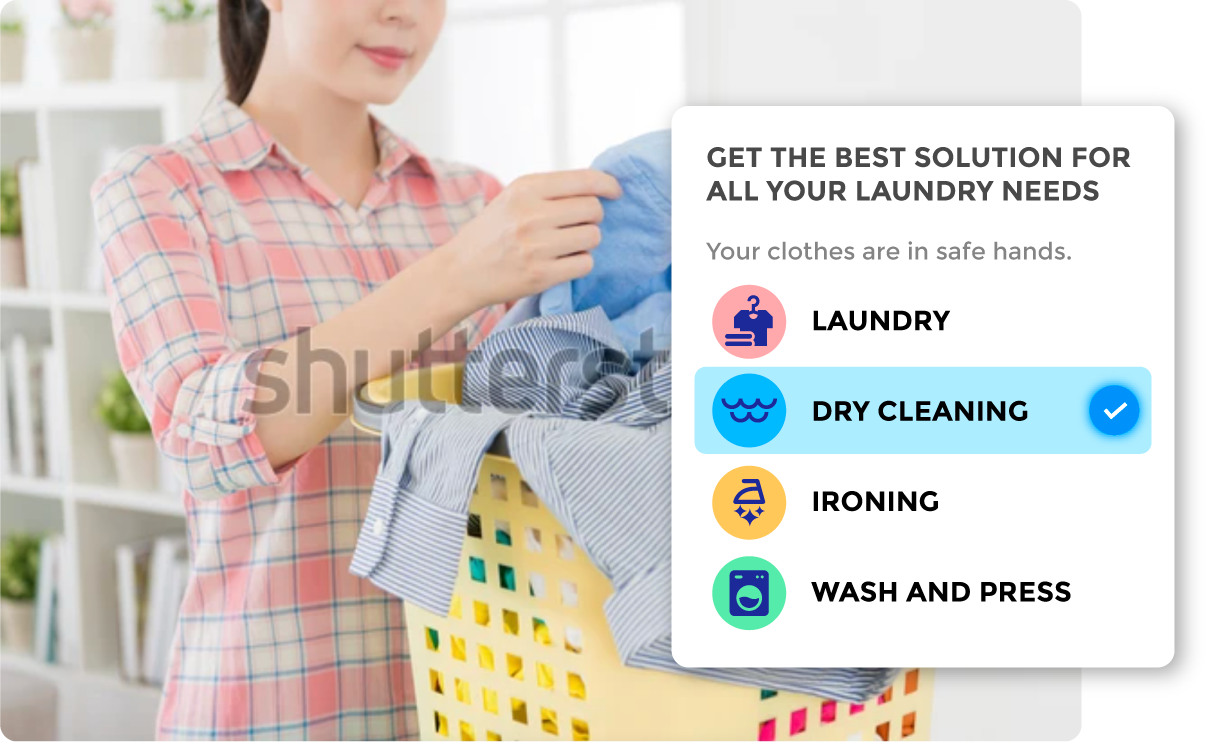 GET THE BEST SOLUTION FOR
ALL YOUR LAUNDRY NEEDS
Your clothes are in safe hands.
LAUNDRY
DRY CLEANING
IRONING
WASH AND PRESS
shutterst